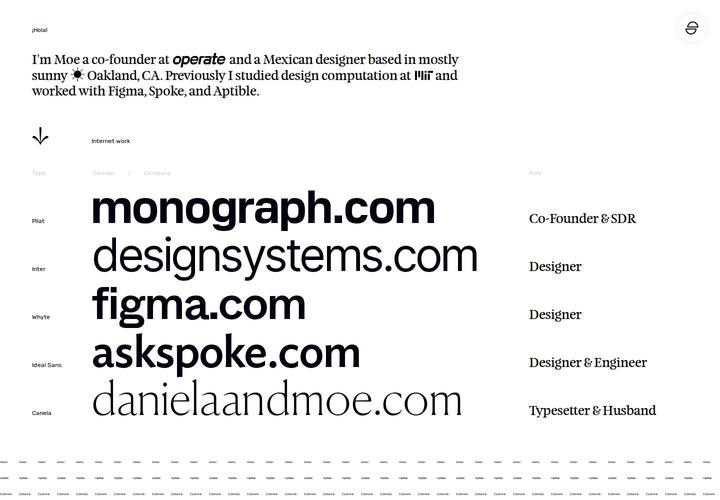 ¡Hola!
I'm Moe a co-founder at operate and a Mexican designer based in mostly
sunny Oakland, CA. Previously I studied design computation at MIT and
worked with Figma, Spoke, and Aptible.
Internet work
Type Domain / Company Role
Pilat monograph.com Co-Founder & SDR
Inter designsystems.com Designer
Whyte figma.com Designer
Ideal Sans askspoke.com Designer & Engineer
Canela danielaandmoe.com Typesetter & Husband